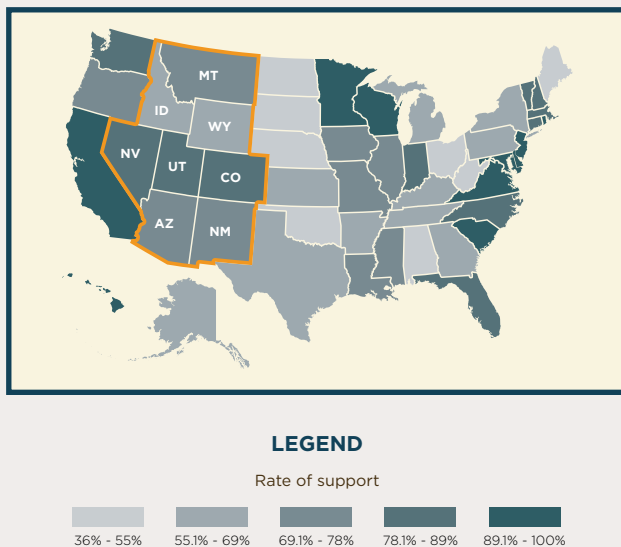 MT
ID
WY
NV
UT
CO
AZ
NM
LEGEND
Rate of support
36% - 55%
55.1% - 69%
69.1% - 78%
78.1% - 89%
89.1% - 100%